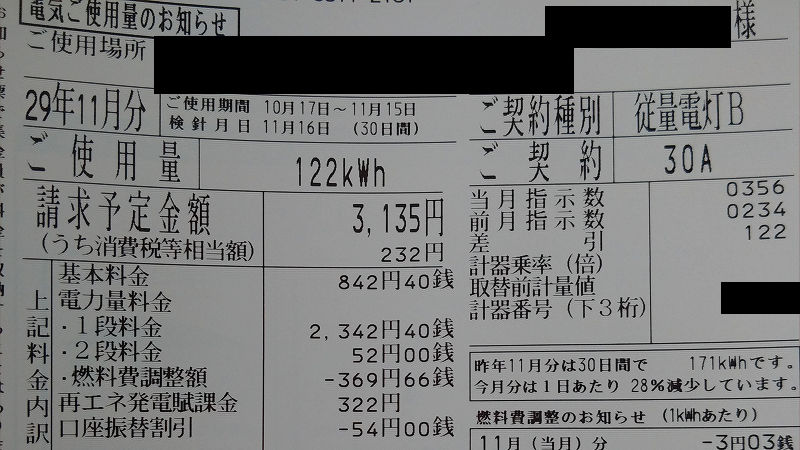 電気ご使用量のお知らせ
様
ご使用場所
29年11月分
ご使用期間 10月17日～11月15日
検針月日 11月16日 (30日間)
ご契約種別 従量電灯B
ご使用量 122kWh
ご契約 30A
請求予定金額 3,135円
(うち消費税等相当額) 232円
当月指示数 0356
前月指示数 0234
差引 122
計器乗率(倍)
取替前計量値
計器番号(下3桁)
上記料金内訳
基本料金 842円40銭
電力量料金
・1段料金 2,342円40銭
・2段料金 52円00銭
・燃料費調整額 -369円66銭
再エネ発電賦課金 322円
口座振替割引 -54円00銭
昨年11月分は30日間で 171kWhです。
今月分は1日あたり 28%減少しています。
燃料費調整のお知らせ (1kWhあたり)
11月(当月)分 -3円03銭